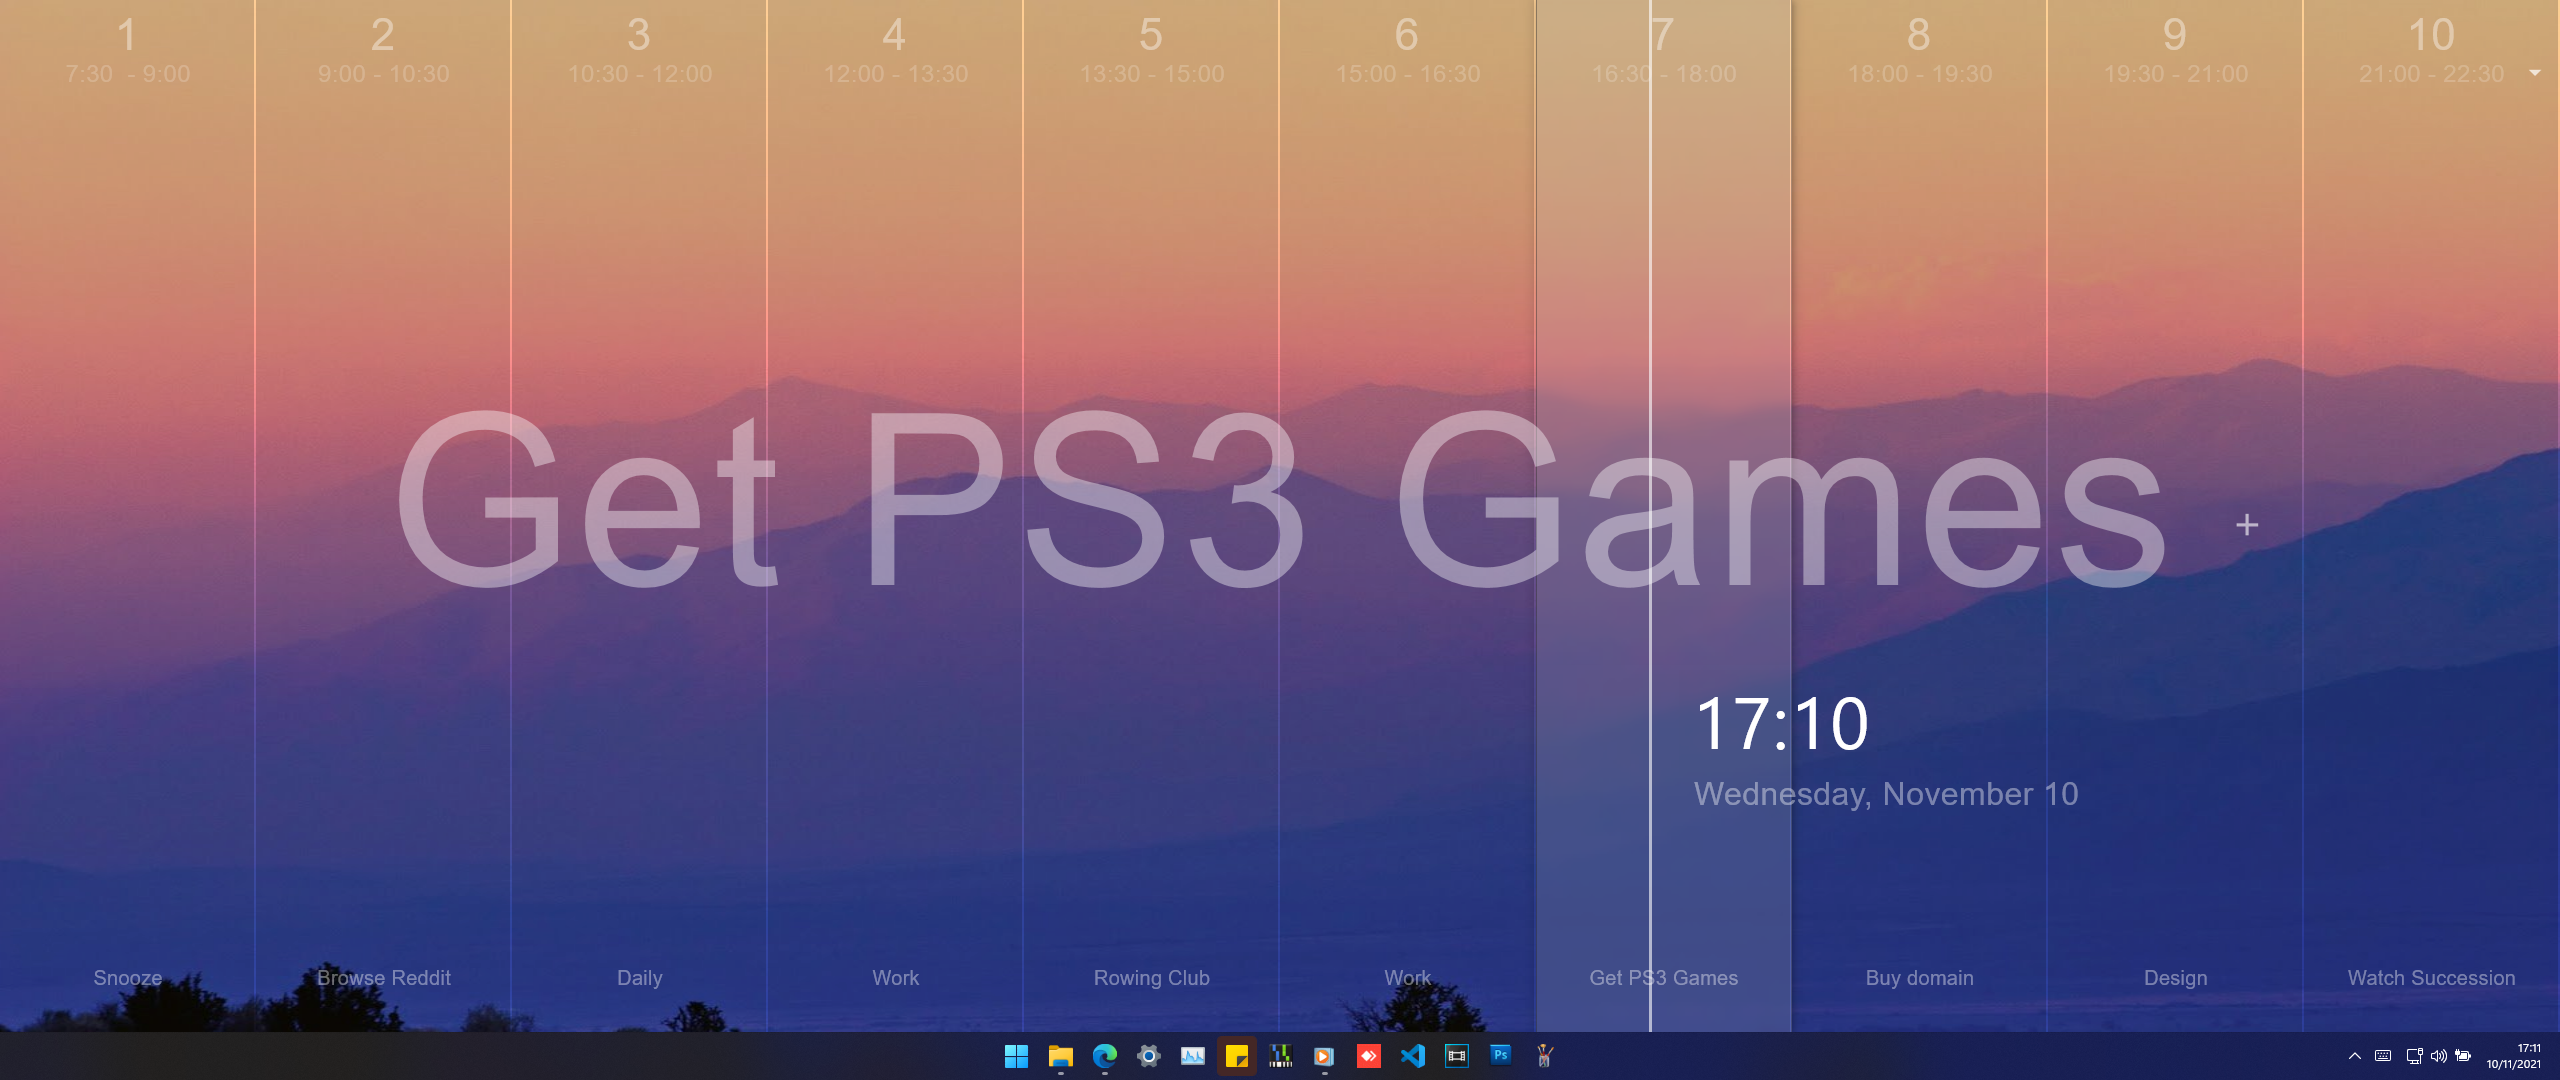 1 2 3 4 5 6 7 8 9 10
7:30 - 9:00 9:00 - 10:30 10:30 - 12:00 12:00 - 13:30 13:30 - 15:00 15:00 - 16:30 16:30 - 18:00 18:00 - 19:30 19:30 - 21:00 21:00 - 22:30
Get PS3 Games
17:10
Wednesday, November 10
Snooze Browse Reddit Daily Work Rowing Club Work Get PS3 Games Buy domain Design Watch Succession
Ps
17:11
10/11/2021